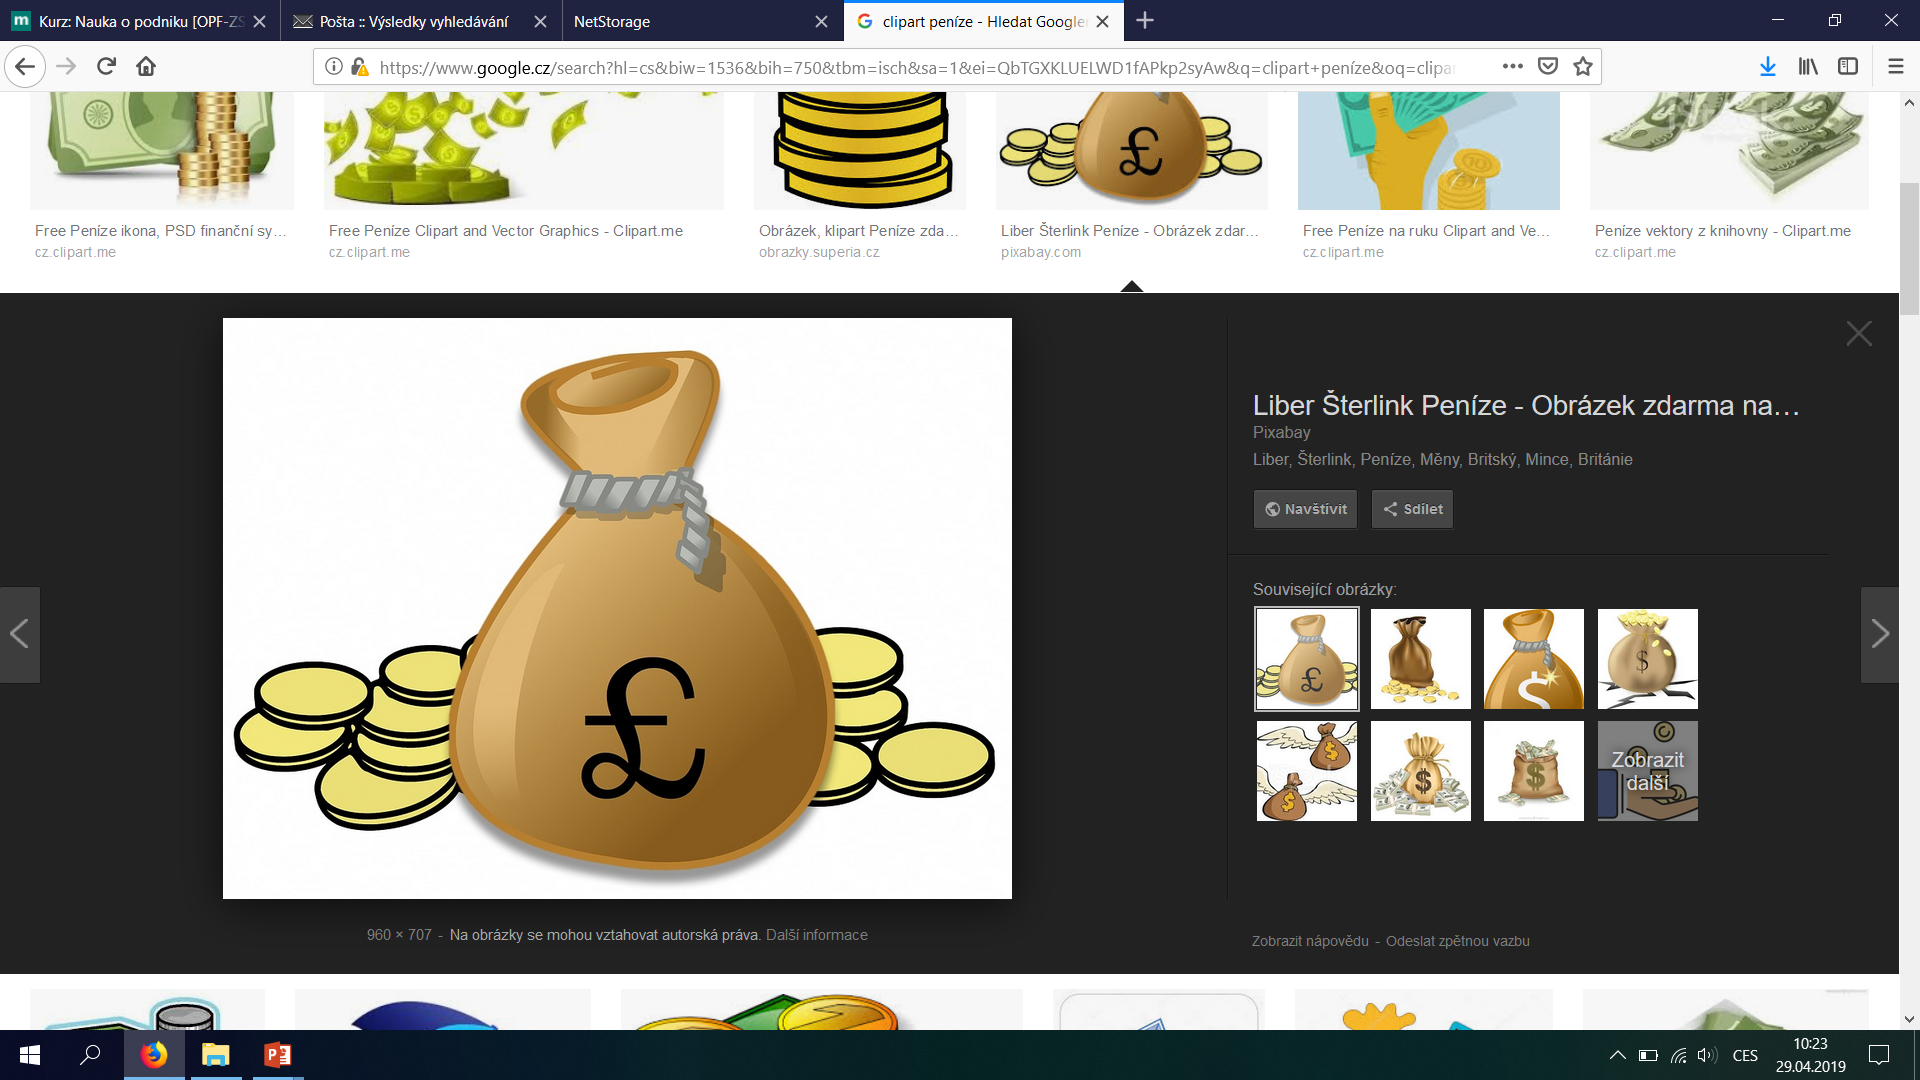 Kurz: Nauka o podniku [OPF-ZS
Pošta :: Výsledky vyhledávání
NetStorage
clipart peníze - Hledat Google
https://www.google.cz/search?hl=cs&biw=1536&bih=750&tbm=isch&sa=1&ei=QbTGXKLUELWD1fAPkp2syAw&q=clipart+peníze&oq=clipar
£
Free Peníze ikona, PSD finanční sy…
cz.clipart.me
Free Peníze Clipart and Vector Graphics - Clipart.me
cz.clipart.me
Obrázek, klipart Peníze zda…
obrazky.superia.cz
Liber Šterlink Peníze - Obrázek zdar…
pixabay.com
Free Peníze na ruku Clipart and Ve…
cz.clipart.me
Peníze vektory z knihovny - Clipart.me
cz.clipart.me
£
Liber Šterlink Peníze - Obrázek zdarma na…
Pixabay
Liber, Šterlink, Peníze, Měny, Britský, Mince, Británie
Navštívit
Sdílet
Související obrázky:
£
$
$
$
$
$
$
Zobrazit
další
960 × 707 - Na obrázky se mohou vztahovat autorská práva. Další informace
Zobrazit nápovědu - Odeslat zpětnou vazbu
CES
10:23
29.04.2019